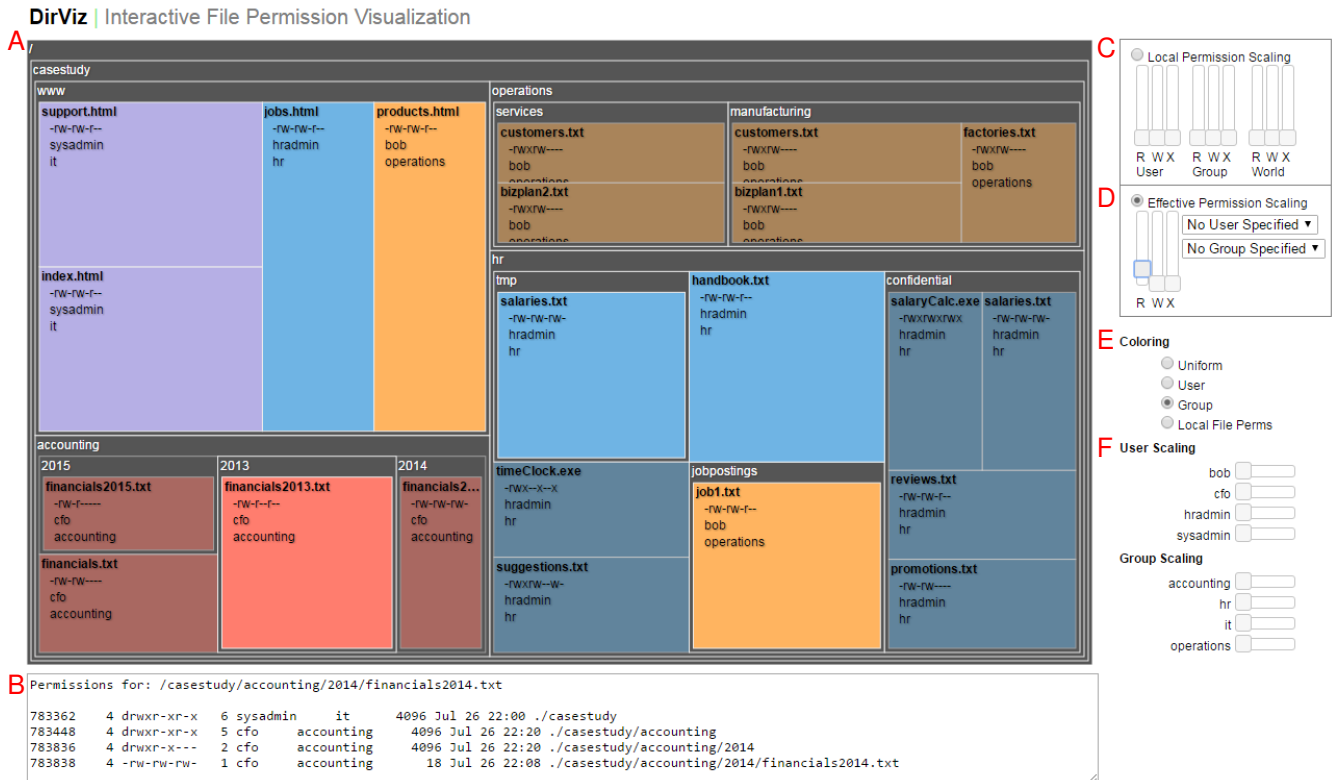 DirViz | Interactive File Permission Visualization
A
/
casestudy
www
support.html
-rw-rw-r--
sysadmin
it
jobs.html
-rw-rw-r--
hradmin
hr
products.html
-rw-rw-r--
bob
operations
index.html
-rw-rw-r--
sysadmin
it
operations
services
customers.txt
-rwxrw----
bob
operations
bizplan2.txt
-rwxrw----
bob
operations
manufacturing
customers.txt
-rwxrw----
bob
operations
bizplan1.txt
-rwxrw----
bob
operations
factories.txt
-rwxrw----
bob
operations
accounting
2015
financials2015.txt
-rw-r-----
cfo
accounting
financials.txt
-rw-rw----
cfo
accounting
2013
financials2013.txt
-rw-r--r--
cfo
accounting
2014
financials2...
-rw-rw-rw-
cfo
accounting
hr
tmp
salaries.txt
-rw-rw-rw-
hradmin
hr
handbook.txt
-rw-rw-r--
hradmin
hr
confidential
salaryCalc.exe
-rwxrwxrwx
hradmin
hr
salaries.txt
-rw-rw-rw-
hradmin
hr
timeClock.exe
-rwx--x--x
hradmin
hr
suggestions.txt
-rwxrw--w-
hradmin
hr
jobpostings
job1.txt
-rw-rw-r--
bob
operations
reviews.txt
-rw-rw-r--
hradmin
hr
promotions.txt
-rw-rw----
hradmin
hr
B
Permissions for: /casestudy/accounting/2014/financials2014.txt
783362 4 drwxr-xr-x 6 sysadmin it 4096 Jul 26 22:00 ./casestudy
783448 4 drwxr-xr-x 5 cfo accounting 4096 Jul 26 22:20 ./casestudy/accounting
783836 4 drwxr-x--- 2 cfo accounting 4096 Jul 26 22:20 ./casestudy/accounting/2014
783838 4 -rw-rw-rw- 1 cfo accounting 18 Jul 26 22:08 ./casestudy/accounting/2014/financials2014.txt
C
Local Permission Scaling
R W X R W X R W X
User Group World
D
Effective Permission Scaling
No User Specified ▼
No Group Specified ▼
R W X
E
Coloring
Uniform
User
Group
Local File Perms
F
User Scaling
bob
cfo
hradmin
sysadmin
Group Scaling
accounting
hr
it
operations